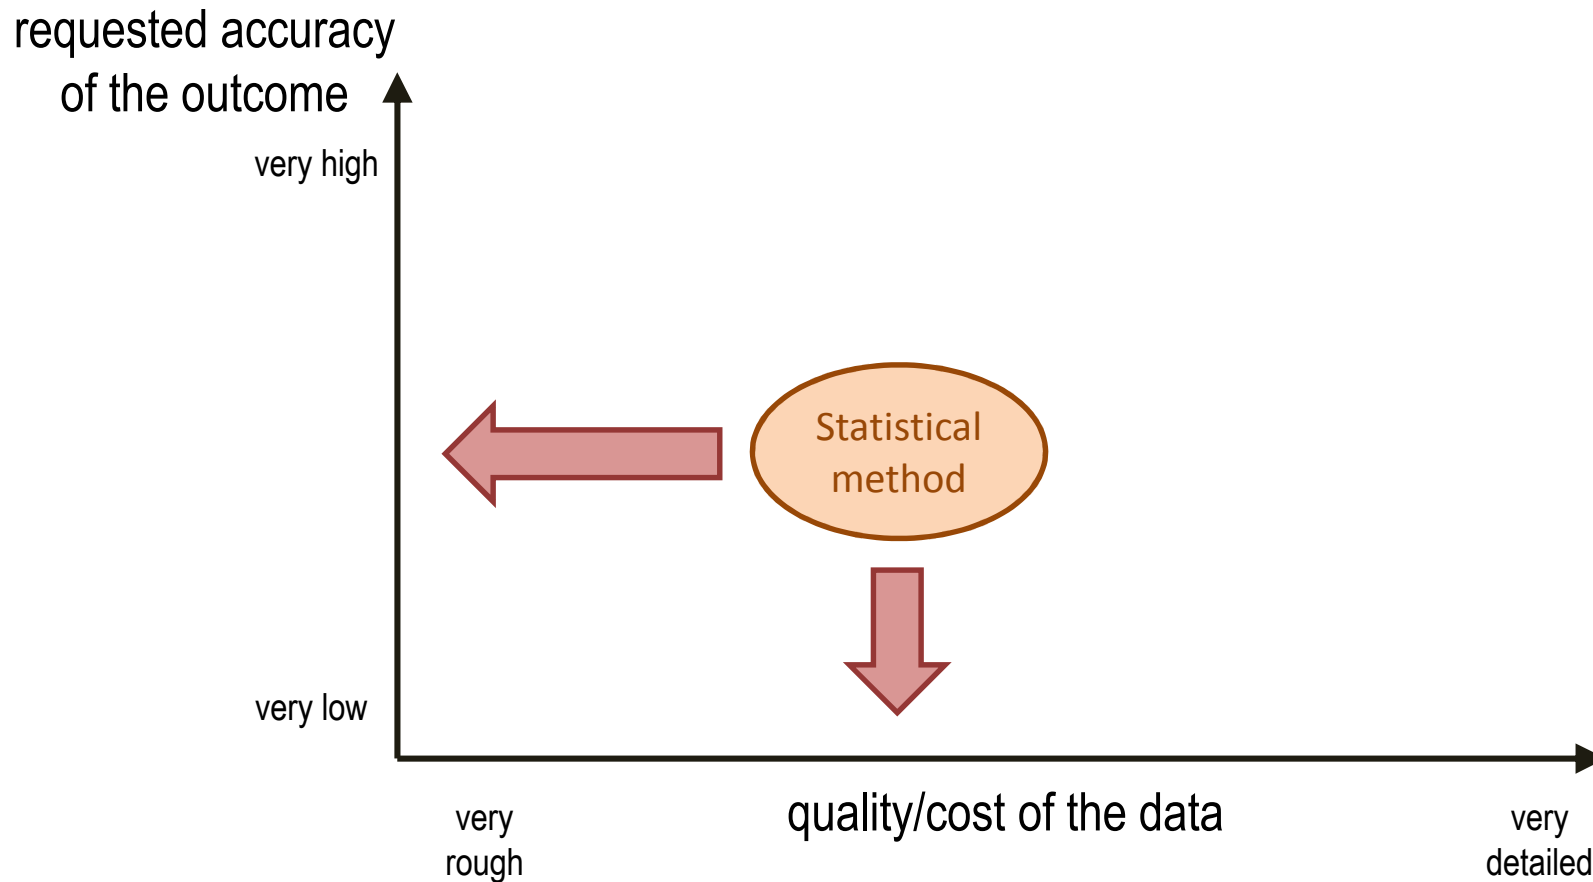 requested accuracy
of the outcome
very high
Statistical
method
very low
very
rough
quality/cost of the data
very
detailed